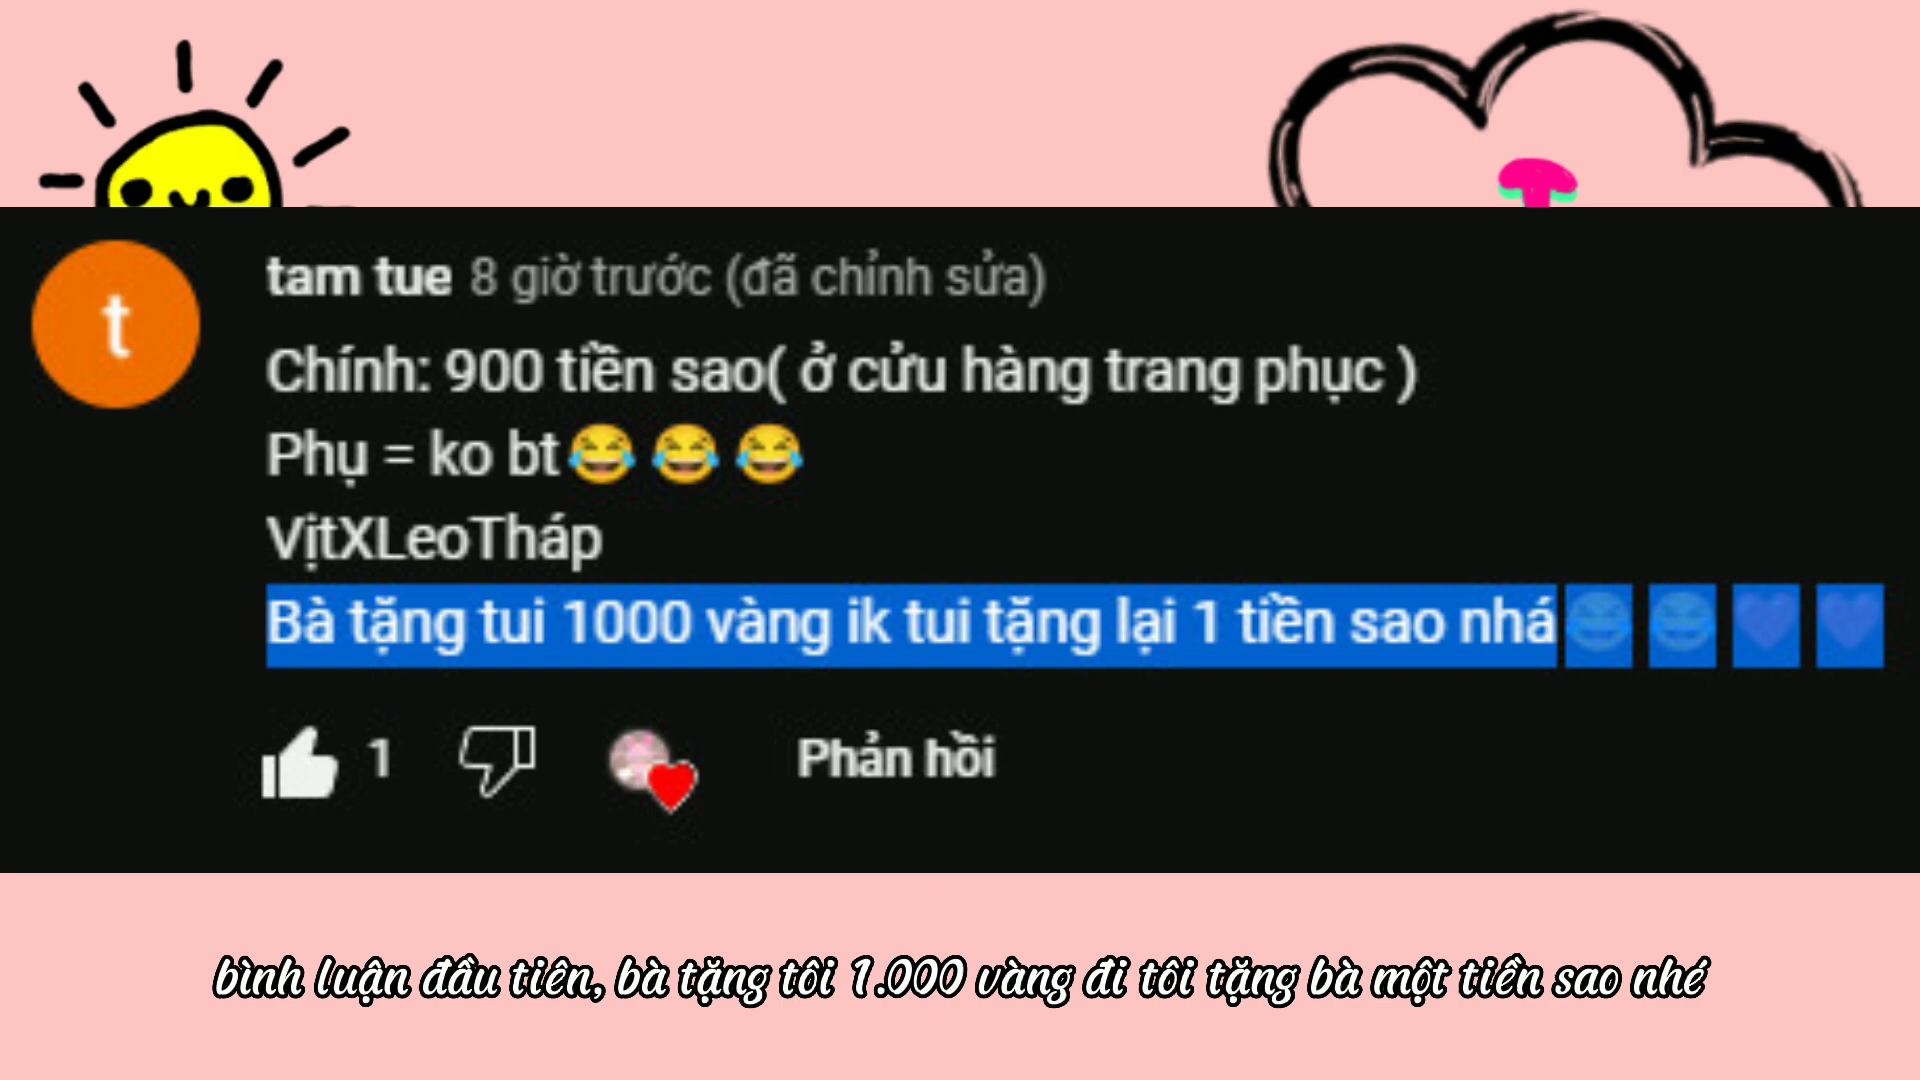 t
tam tue 8 giờ trước (đã chỉnh sửa)
Chính: 900 tiền sao( ở cửu hàng trang phục )
Phụ = ko bt😂😂😂
VịtXLeoTháp
Bà tặng tui 1000 vàng ik tui tặng lại 1 tiền sao nhá😂😂💜💜
1 Phản hồi
bình luận đầu tiên, bà tặng tôi 1.000 vàng đi tôi tặng bà một tiền sao nhé